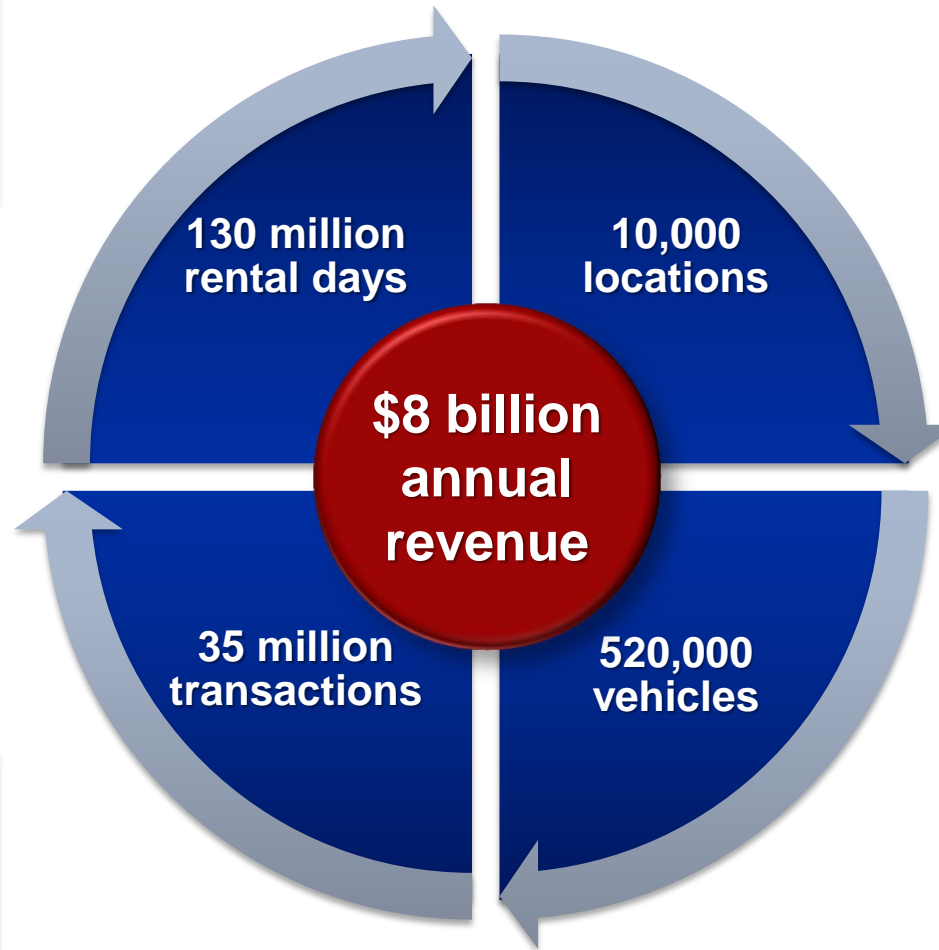 130 million
rental days
10,000
locations
$8 billion
annual
revenue
35 million
transactions
520,000
vehicles